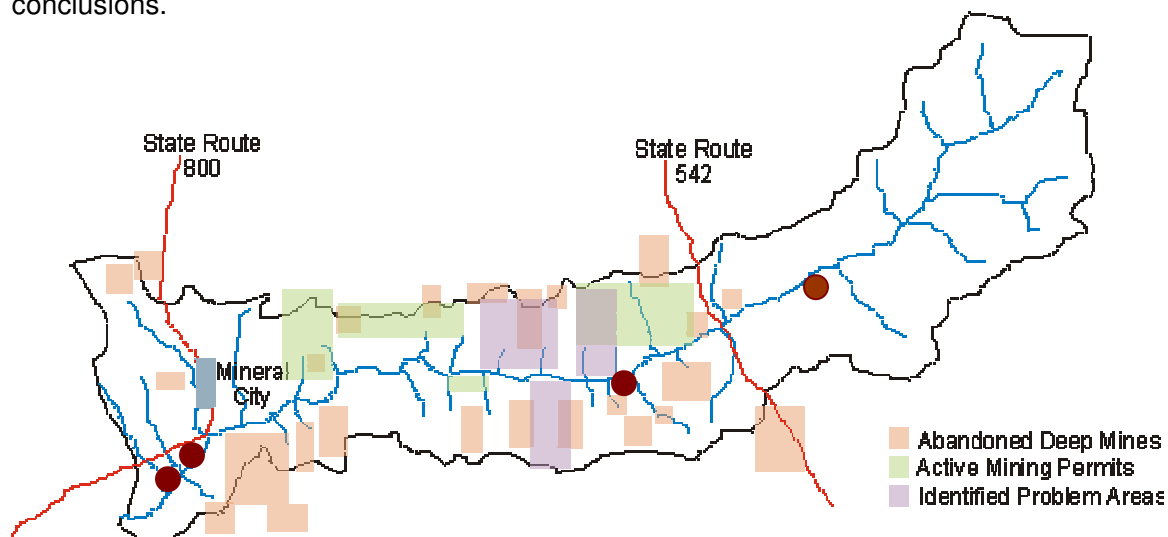 conclusions.
State Route
800
State Route
542
Mineral
City
Abandoned Deep Mines
Active Mining Permits
Identified Problem Areas